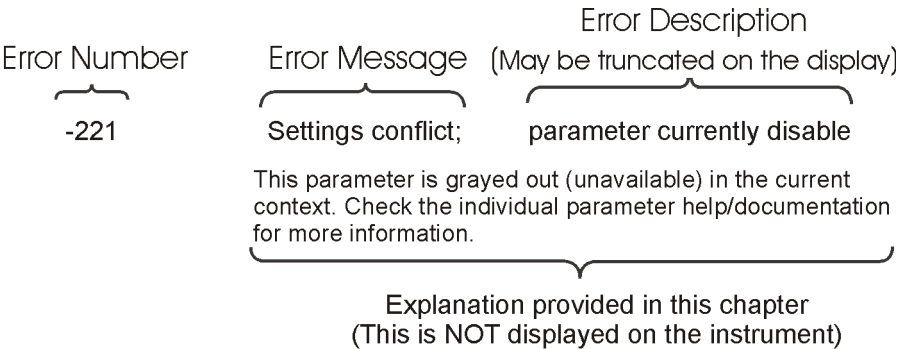 Error Description
Error Number Error Message (May be truncated on the display)
-221 Settings conflict; parameter currently disable
This parameter is grayed out (unavailable) in the current
context. Check the individual parameter help/documentation
for more information.
Explanation provided in this chapter
(This is NOT displayed on the instrument)